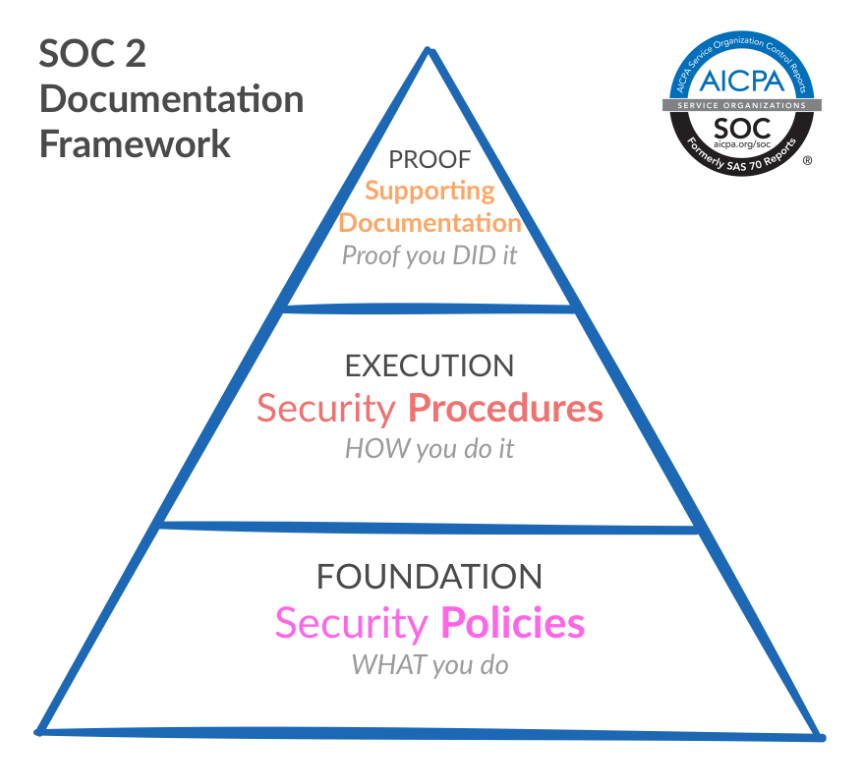 SOC 2
Documentation
Framework
AICPA Service Organization Control Reports
AICPA
SERVICE ORGANIZATIONS
SOC
aicpa.org/soc
Formerly SAS 70 Reports
®
PROOF
Supporting
Documentation
Proof you DID it
EXECUTION
Security Procedures
HOW you do it
FOUNDATION
Security Policies
WHAT you do